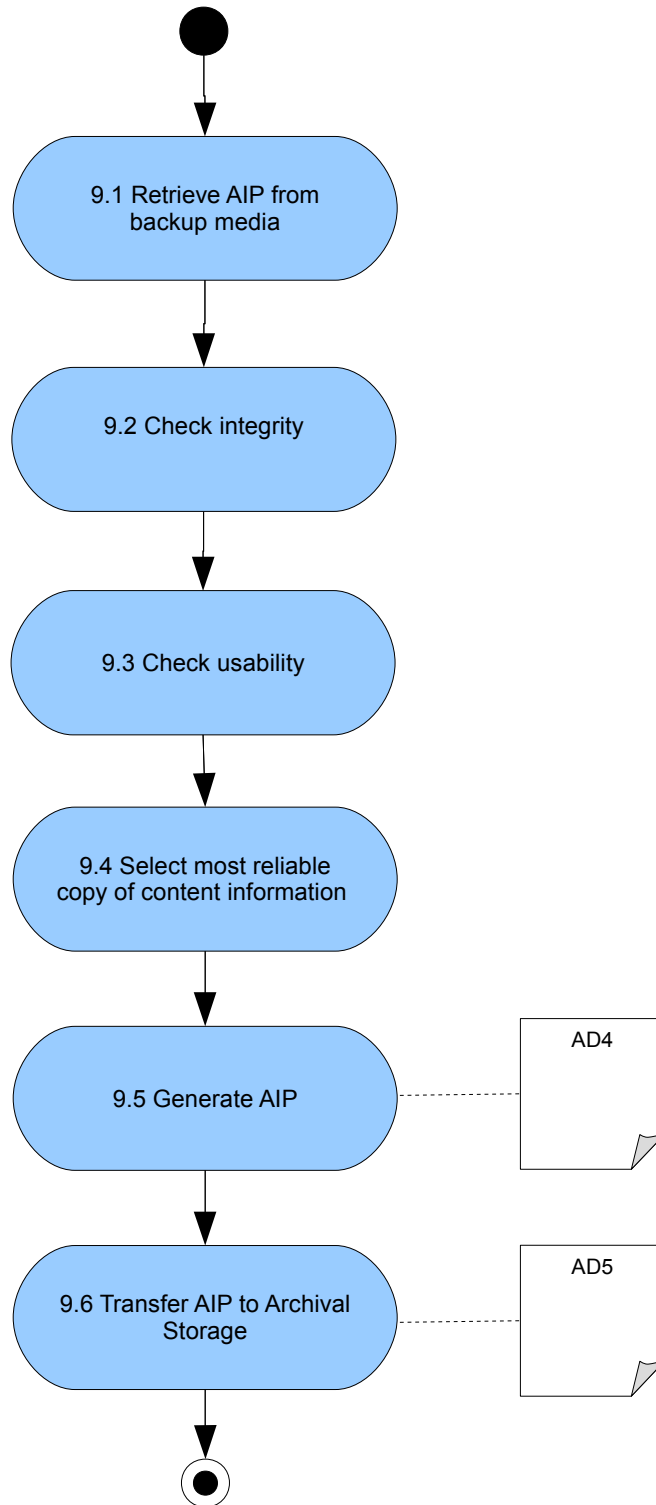 9.1 Retrieve AIP from
backup media
9.2 Check integrity
9.3 Check usability
9.4 Select most reliable
copy of content information
9.5 Generate AIP
AD4
9.6 Transfer AIP to Archival
Storage
AD5